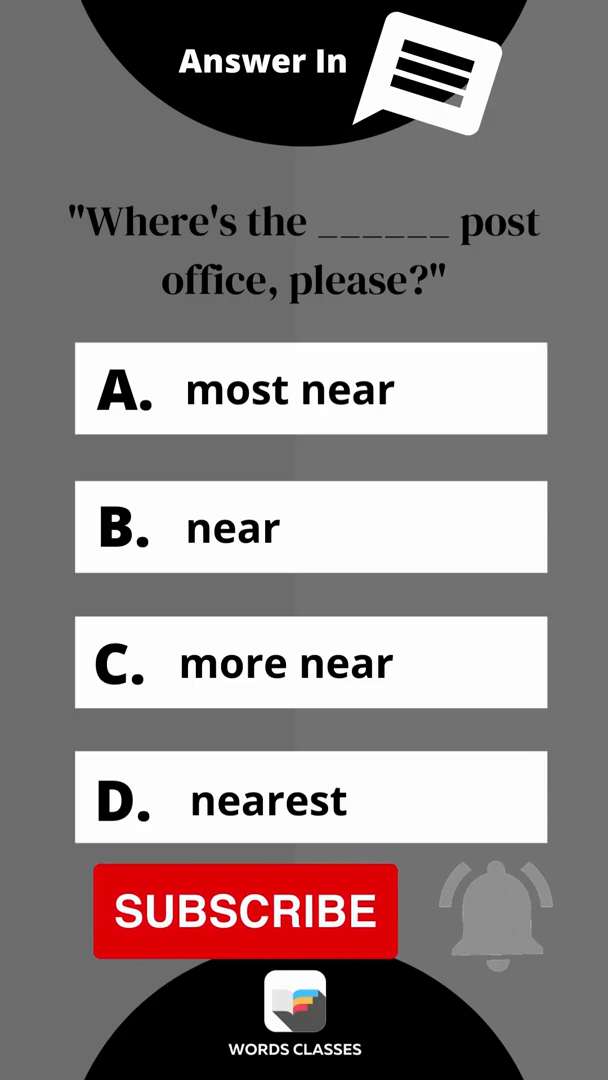 Answer In
"Where's the ______ post
office, please?"
A. most near
B. near
C. more near
D. nearest
SUBSCRIBE
WORDS CLASSES